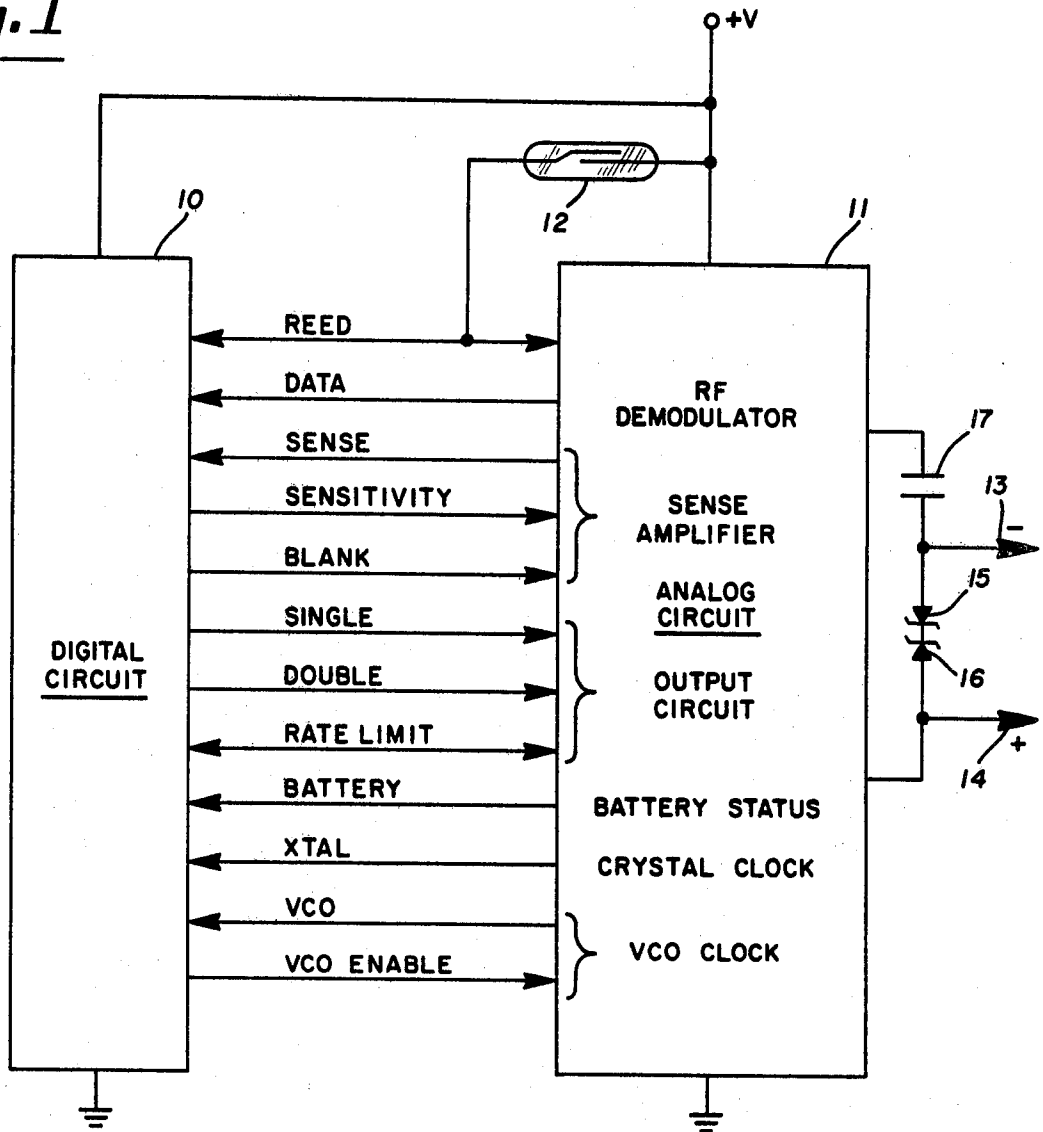 g.1
+V
10
12
11
REED
DATA
SENSE
SENSITIVITY
BLANK
SINGLE
DOUBLE
RATE LIMIT
BATTERY
XTAL
VCO
VCO ENABLE
DIGITAL
CIRCUIT
RF
DEMODULATOR
SENSE
AMPLIFIER
ANALOG
CIRCUIT
OUTPUT
CIRCUIT
BATTERY STATUS
CRYSTAL CLOCK
VCO CLOCK
17
13
-
15
16
+
14